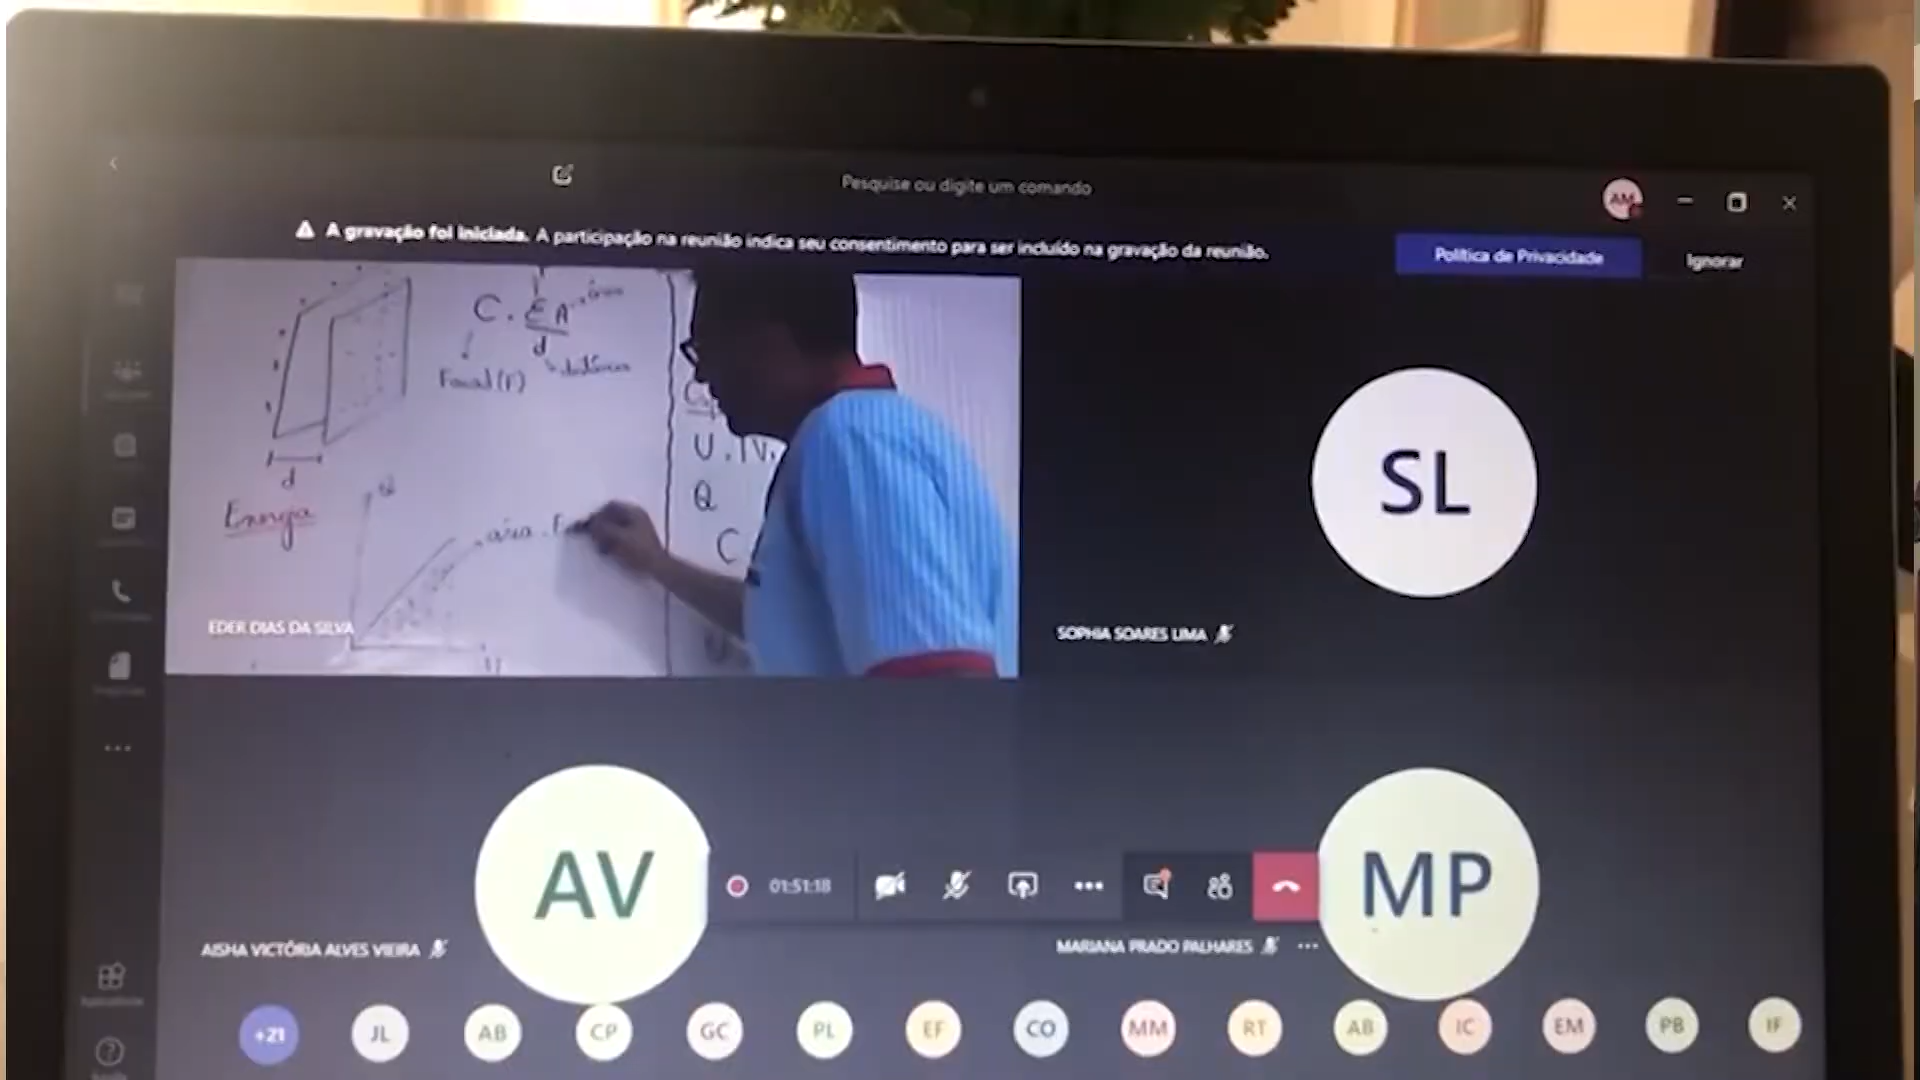 Pesquise ou digite um comando
AM
A gravação foi iniciada. A participação na reunião indica seu consentimento para ser incluído na gravação da reunião.
Política de Privacidade
Ignorar
C . ε A → área
d
distância
Farad (F)
d
Energia
Q
área . E
U
U
Q
C
EDER DIAS DA SILVA
SL
SOPHIA SOARES LIMA
AV
MP
01:51:18
AISHA VICTÓRIA ALVES VIEIRA
MARIANA PRADO PALHARES
+21 JL AB CP GC PL EF CO MM RT AB IC EM PB IF